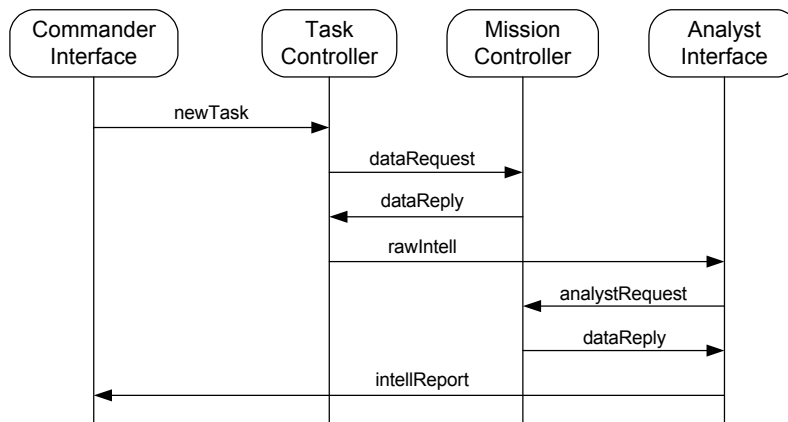 Commander
Interface
Task
Controller
Mission
Controller
Analyst
Interface
newTask
dataRequest
dataReply
rawIntell
analystRequest
dataReply
intellReport